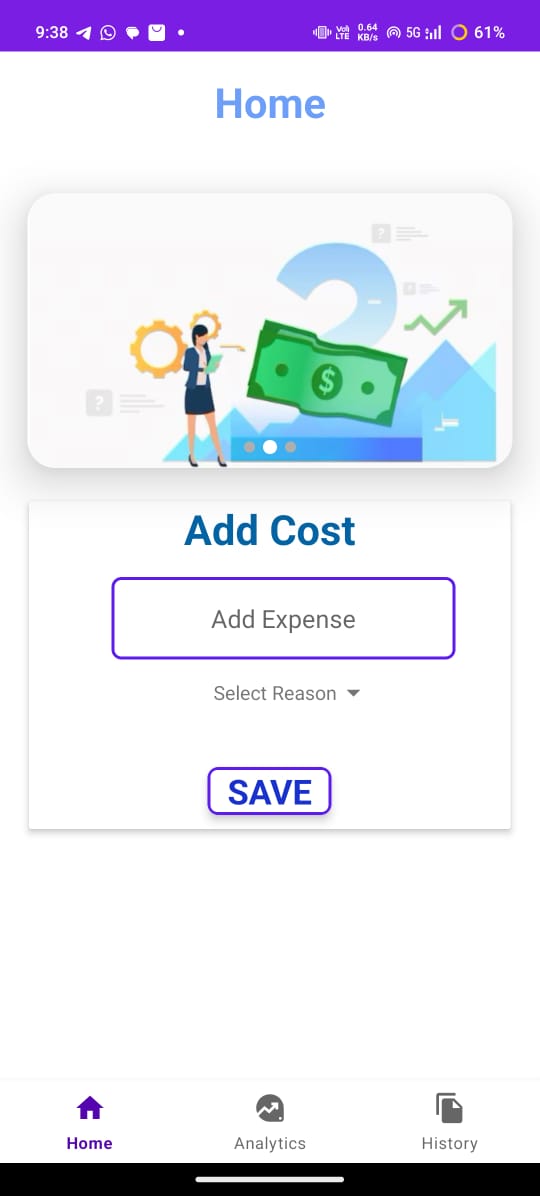 9:38
Vo)) LTE
0.64 KB/s
5G
61%
Home
?
?
?
2
$
Add Cost
Add Expense
Select Reason
SAVE
Home
Analytics
History